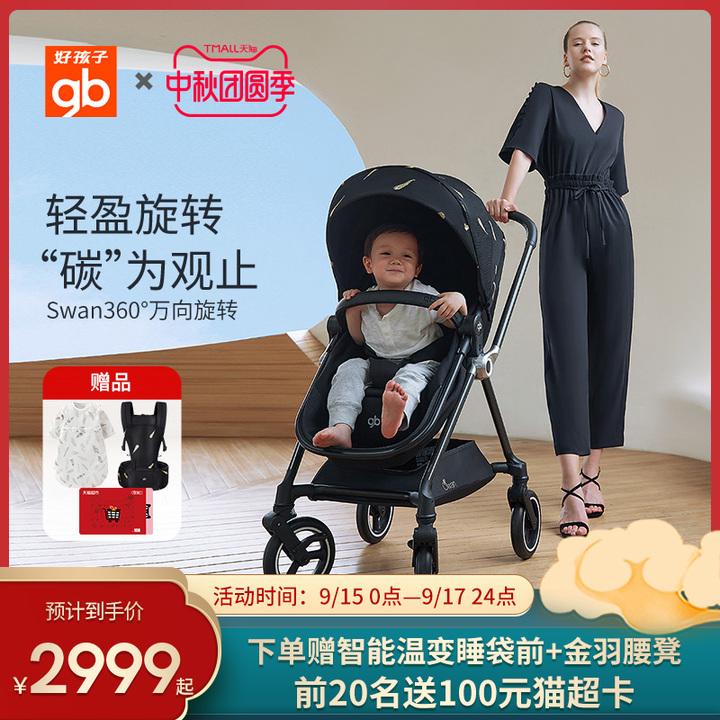 好孩子
gb
×
TMALL天猫
中秋团圆季
轻盈旋转
“碳”为观止
Swan360°万向旋转
赠品
gb
Swan
预计到手价
¥2999起
活动时间：9/15 0点—9/17 24点
下单赠智能温变睡袋前+金羽腰凳
前20名送100元猫超卡